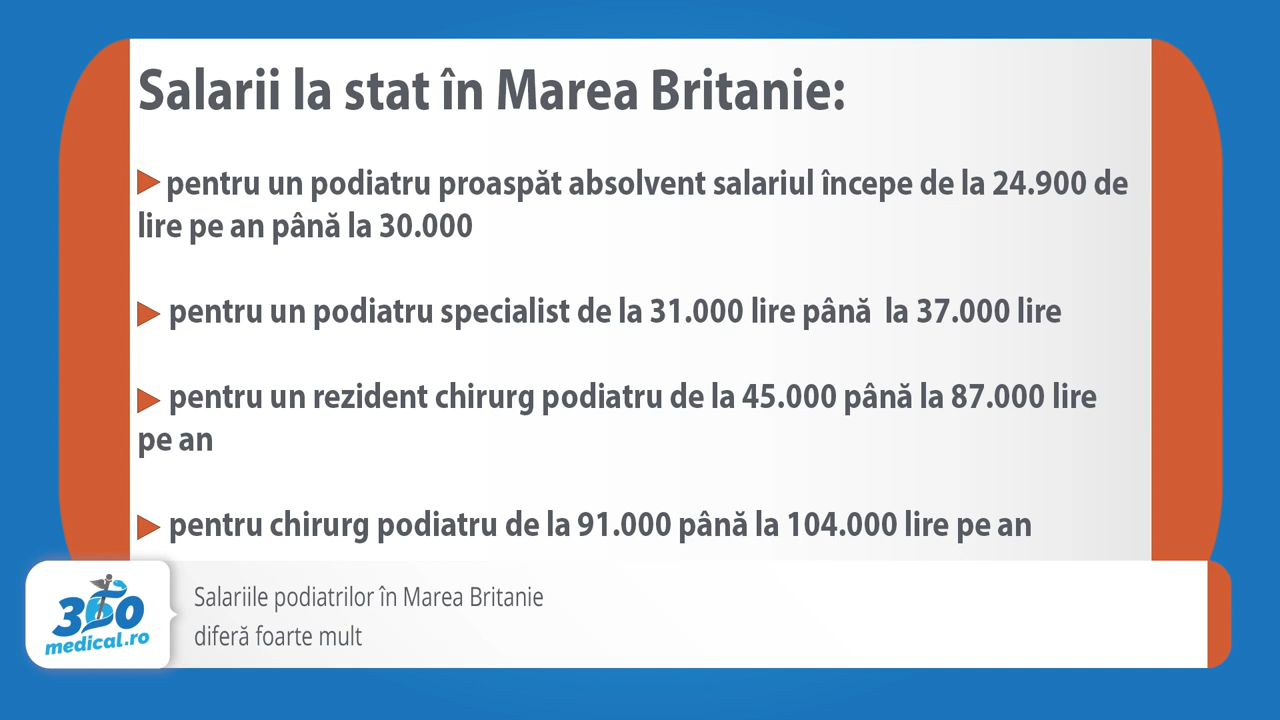 Salarii la stat în Marea Britanie:
pentru un podiatru proaspăt absolvent salariul începe de la 24.900 de
lire pe an până la 30.000
pentru un podiatru specialist de la 31.000 lire până  la 37.000 lire
pentru un rezident chirurg podiatru de la 45.000 până la 87.000 lire
pe an
pentru chirurg podiatru de la 91.000 până la 104.000 lire pe an
360
medical.ro
Salariile podiatrilor în Marea Britanie
diferă foarte mult